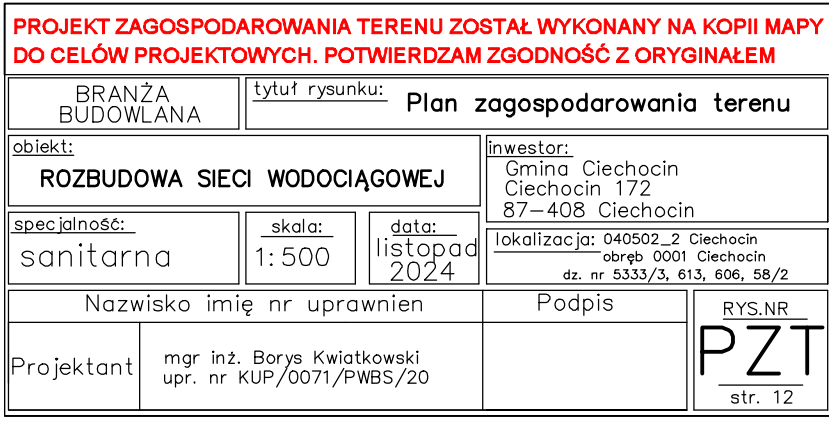 PROJEKT ZAGOSPODAROWANIA TERENU ZOSTAŁ WYKONANY NA KOPII MAPY
DO CELÓW PROJEKTOWYCH. POTWIERDZAM ZGODNOŚĆ Z ORYGINAŁEM
BRANŻA
BUDOWLANA
tytuł rysunku: Plan zagospodarowania terenu
obiekt:
ROZBUDOWA SIECI WODOCIĄGOWEJ
inwestor:
Gmina Ciechocin
Ciechocin 172
87-408 Ciechocin
specjalność:
sanitarna
skala:
1:500
data:
listopad
2024
lokalizacja: 040502_2 Ciechocin
obręb 0001 Ciechocin
dz. nr 5333/3, 613, 606, 58/2
Nazwisko imię nr uprawnien
Podpis
Projektant
mgr inż. Borys Kwiatkowski
upr. nr KUP/0071/PWBS/20
RYS.NR
PZT
str. 12